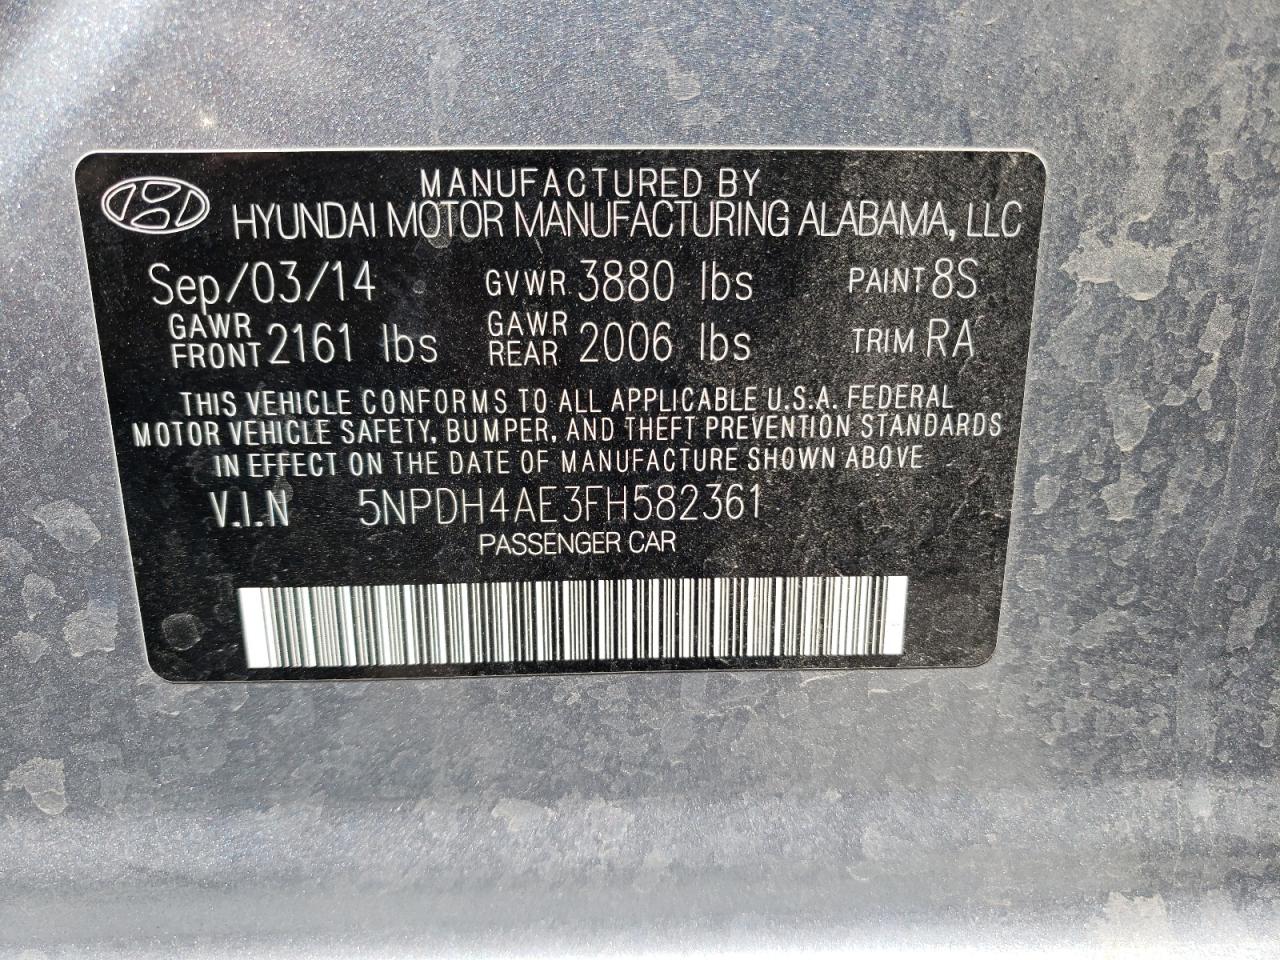 MANUFACTURED BY
HYUNDAI MOTOR MANUFACTURING ALABAMA, LLC
Sep/03/14 GVWR 3880 lbs PAINT 8S
GAWR FRONT 2161 lbs GAWR REAR 2006 lbs TRIM RA
THIS VEHICLE CONFORMS TO ALL APPLICABLE U.S.A. FEDERAL
MOTOR VEHICLE SAFETY, BUMPER, AND THEFT PREVENTION STANDARDS
IN EFFECT ON THE DATE OF MANUFACTURE SHOWN ABOVE
V.I.N 5NPDH4AE3FH582361
PASSENGER CAR